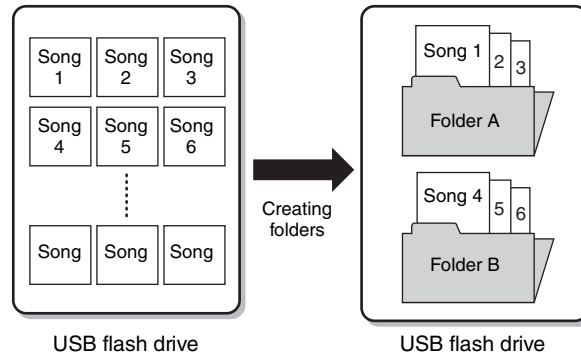 Song
1
Song
2
Song
3
Song
4
Song
5
Song
6
Song
Song
Song
USB flash drive
Creating
folders
Song 1
2
3
Folder A
Song 4
5
6
Folder B
USB flash drive